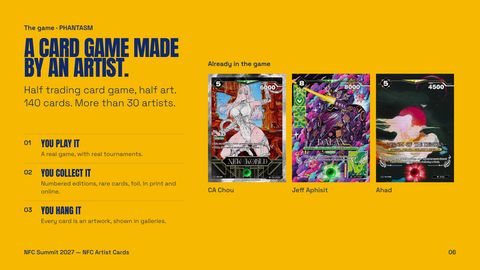 The game · PHANTASM
A CARD GAME MADE
BY AN ARTIST.
Half trading card game, half art.
140 cards. More than 30 artists.
01 YOU PLAY IT
A real game, with real tournaments.
02 YOU COLLECT IT
Numbered editions, rare cards, foil, in print and
online.
03 YOU HANG IT
Every card is an artwork, shown in galleries.
Already in the game
5 6000
NEW WORLD
8 8000
5 4500
CA Chou
Jeff Aphisit
Ahad
NFC Summit 2027 — NFC Artist Cards
06